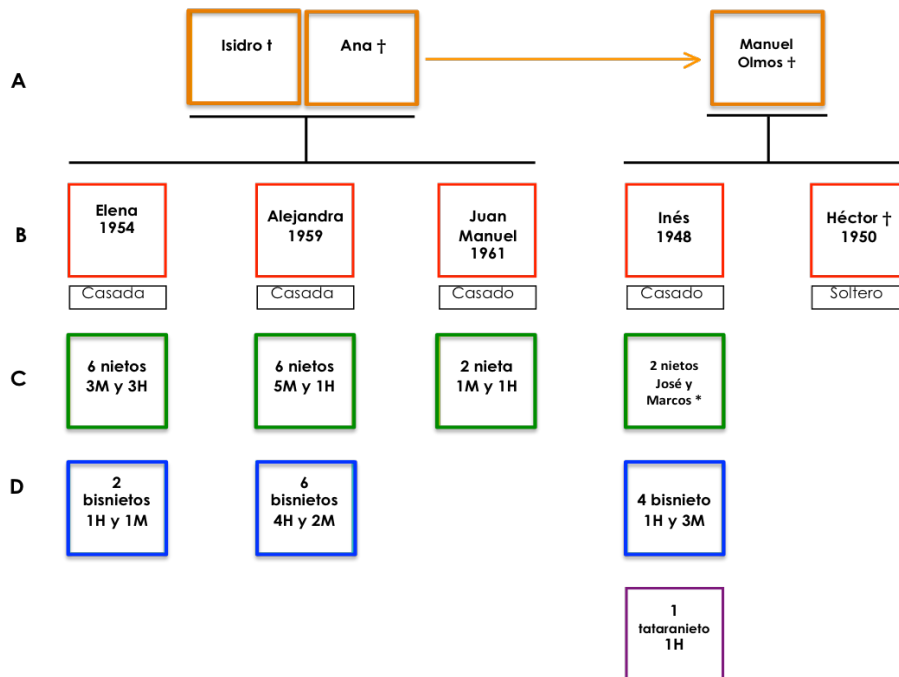 A
Isidro †
Ana †
Manuel
Olmos †
B
Elena
1954
Alejandra
1959
Juan
Manuel
1961
Inés
1948
Héctor †
1950
Casada
Casada
Casado
Casado
Soltero
C
6 nietos
3M y 3H
6 nietos
5M y 1H
2 nieta
1M y 1H
2 nietos
José y
Marcos *
D
2
bisnietos
1H y 1M
6
bisnietos
4H y 2M
4 bisnieto
1H y 3M
1
tataranieto
1H